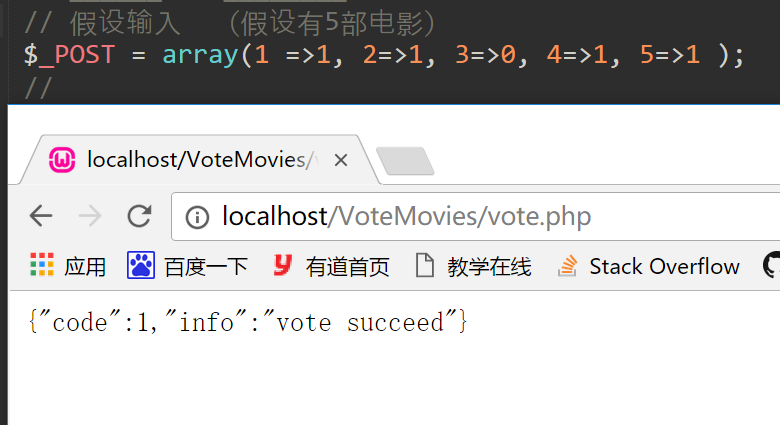 // 假设输入 （假设有5部电影）
$_POST = array(1 =>1, 2=>1, 3=>0, 4=>1, 5=>1 );
//
localhost/VoteMovies/
localhost/VoteMovies/vote.php
应用 百度一下 有道首页 教学在线 Stack Overflow
{"code":1,"info":"vote succeed"}